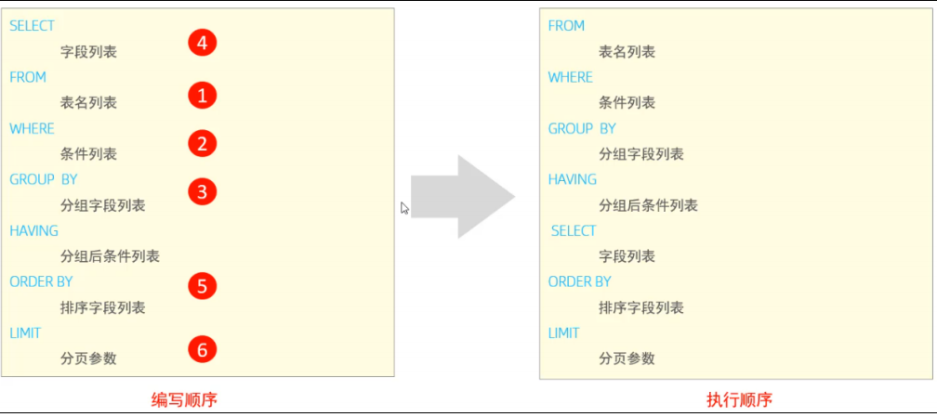 SELECT
字段列表 4
FROM
表名列表 1
WHERE
条件列表 2
GROUP BY
分组字段列表 3
HAVING
分组后条件列表
ORDER BY
排序字段列表 5
LIMIT
分页参数 6
编写顺序
FROM
表名列表
WHERE
条件列表
GROUP BY
分组字段列表
HAVING
分组后条件列表
SELECT
字段列表
ORDER BY
排序字段列表
LIMIT
分页参数
执行顺序